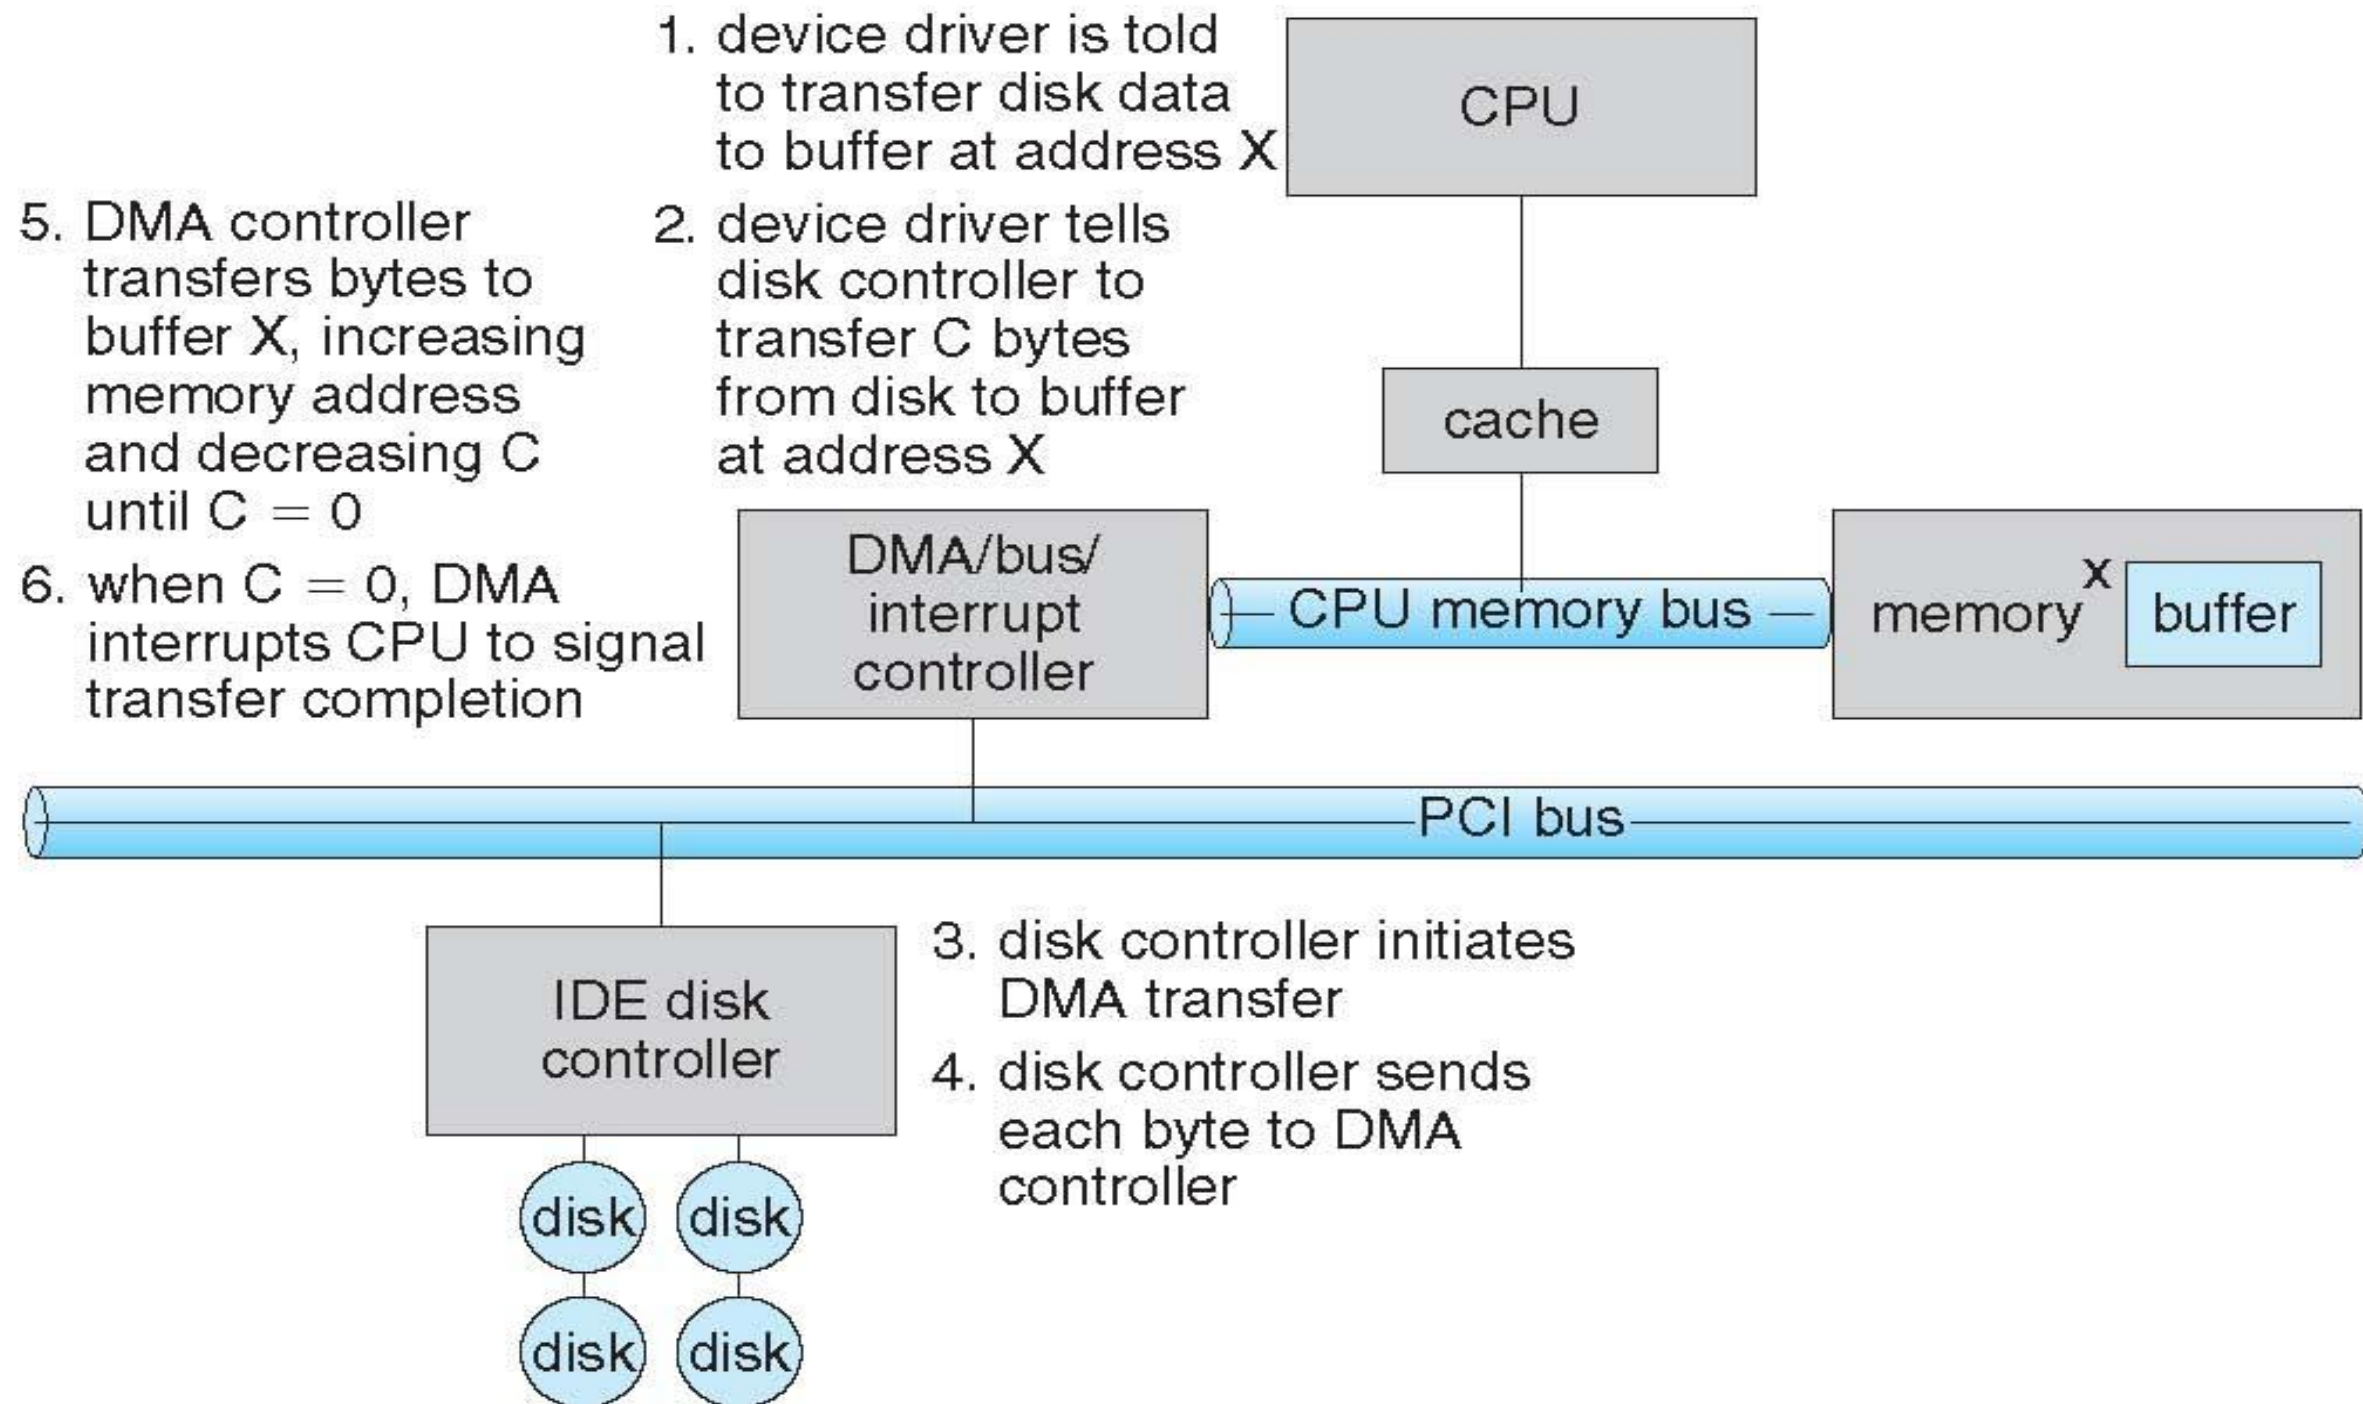 1. device driver is told
to transfer disk data
to buffer at address X
CPU
5. DMA controller
transfers bytes to
buffer X, increasing
memory address
and decreasing C
until C = 0
2. device driver tells
disk controller to
transfer C bytes
from disk to buffer
at address X
cache
6. when C = 0, DMA
interrupts CPU to signal
transfer completion
DMA/bus/
interrupt
controller
CPU memory bus
memory
x
buffer
PCI bus
IDE disk
controller
3. disk controller initiates
DMA transfer
4. disk controller sends
each byte to DMA
controller
disk
disk
disk
disk